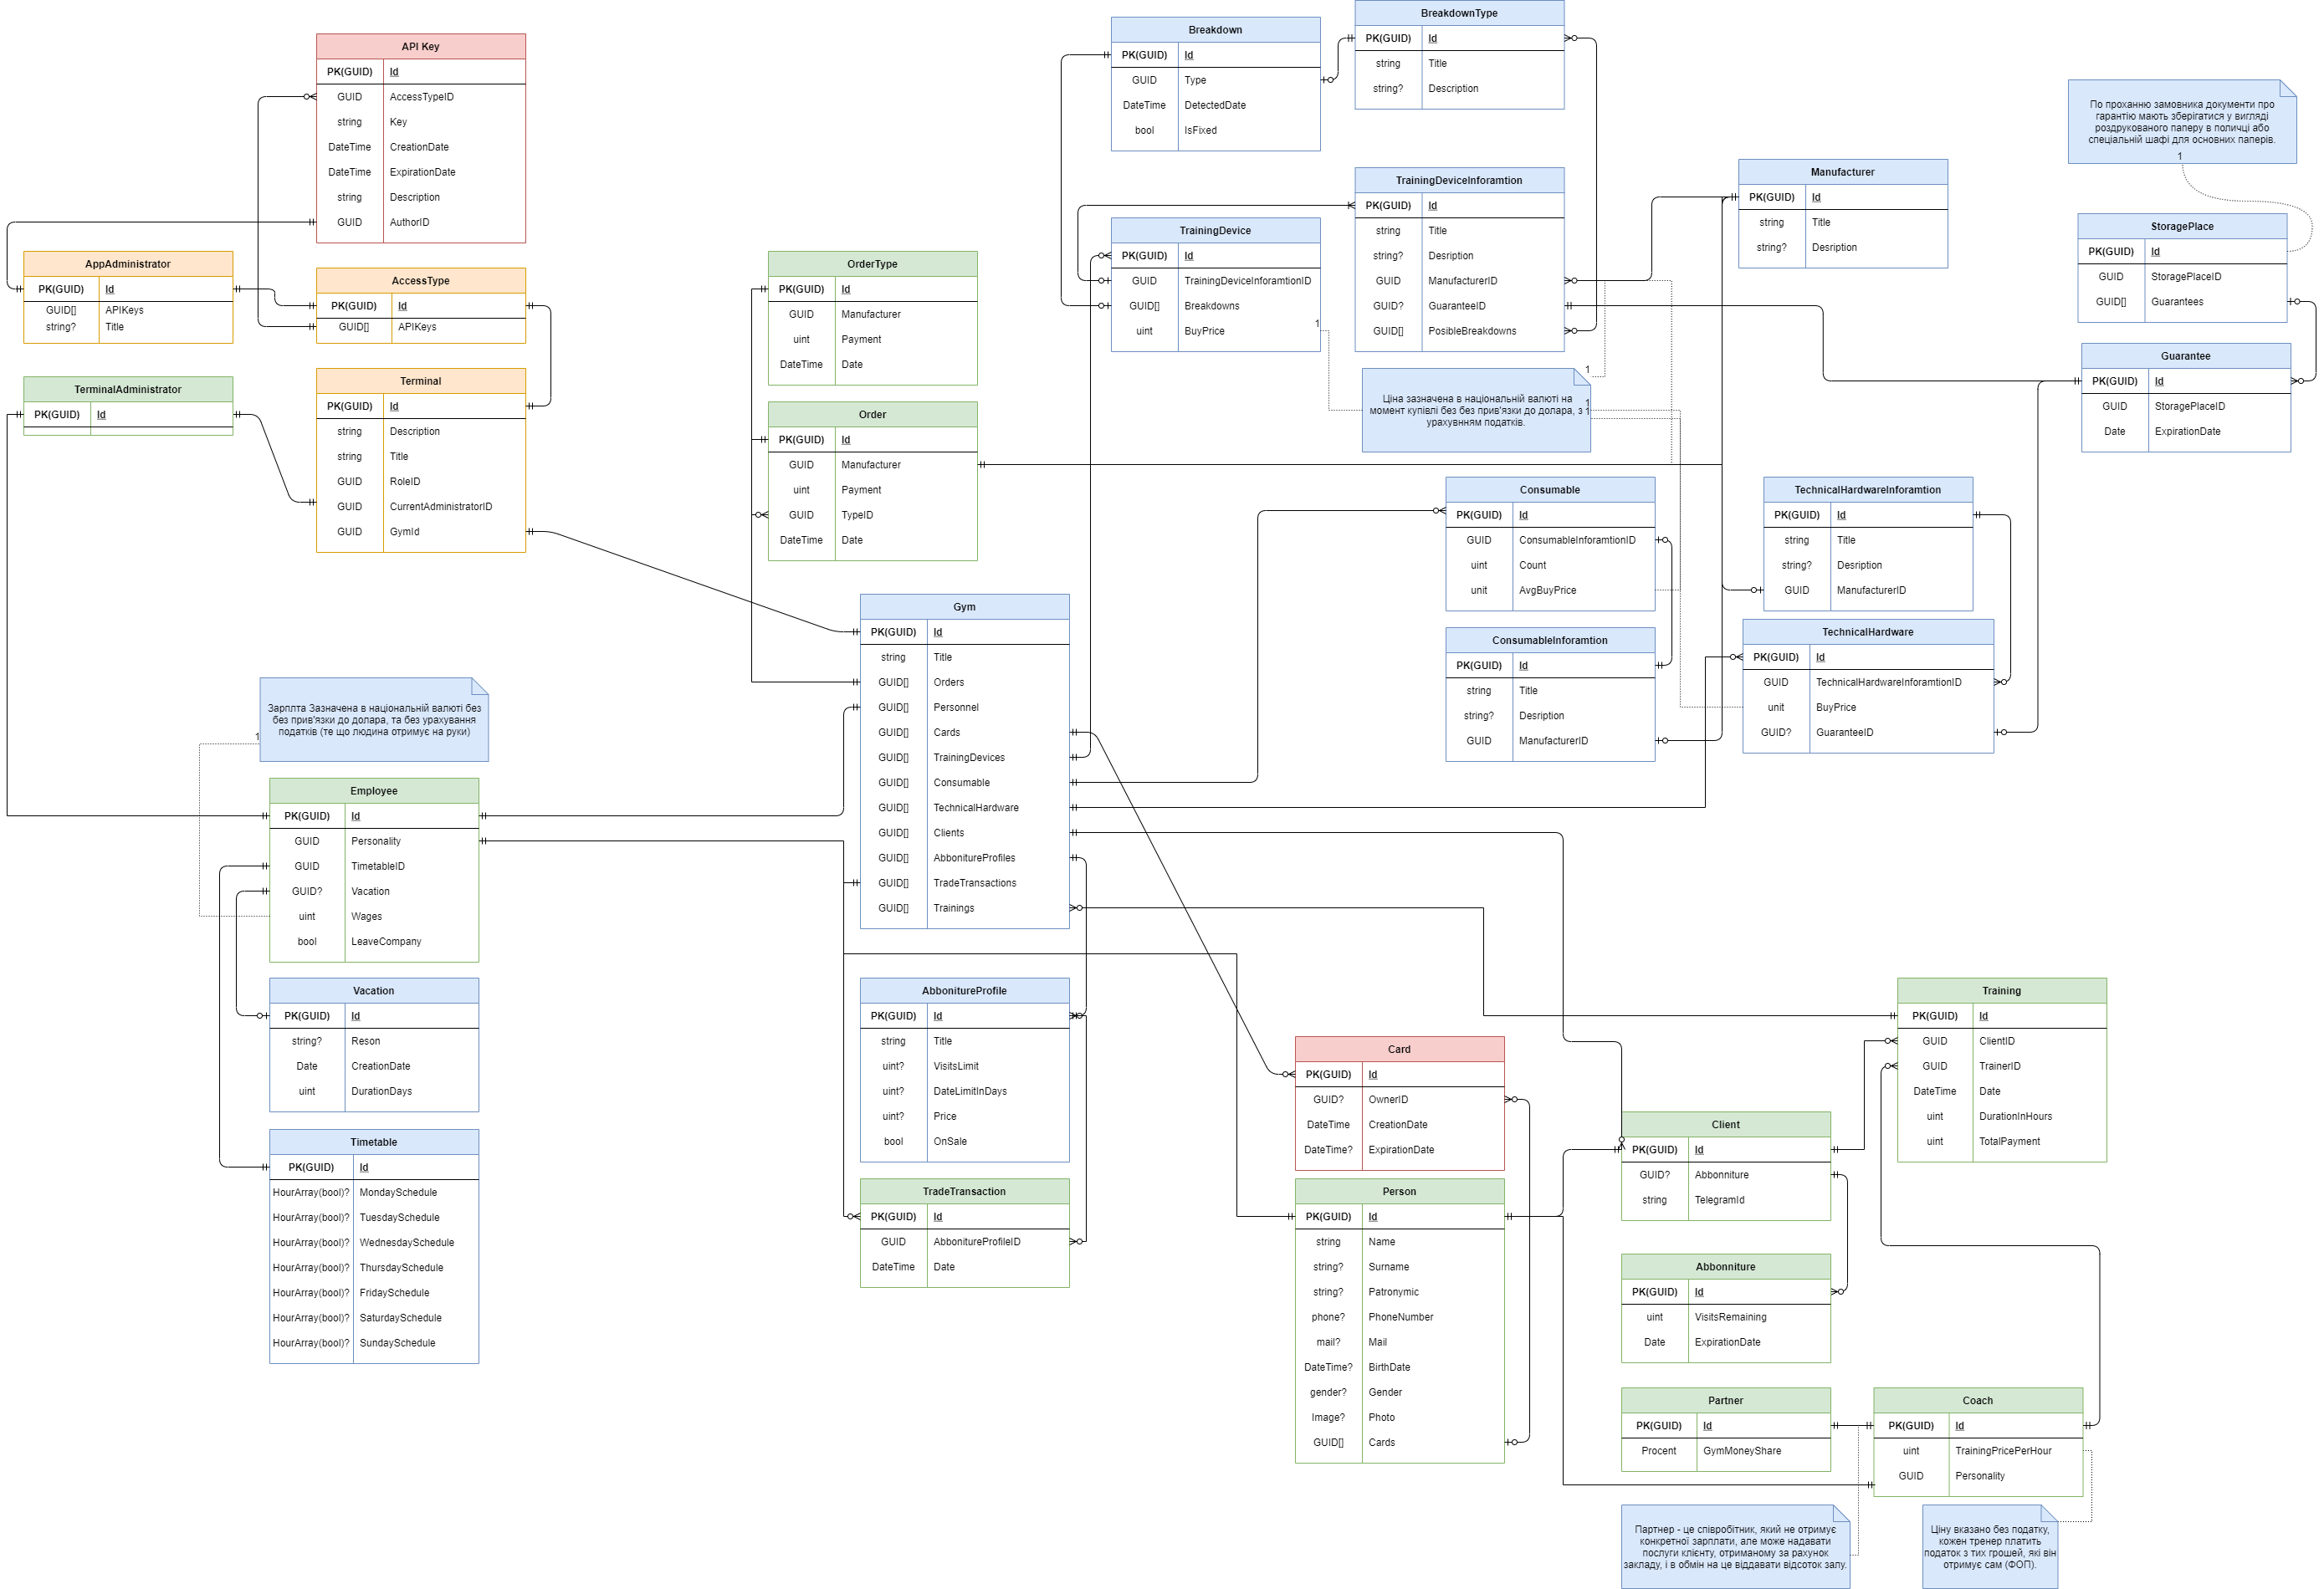 API Key
PK(GUID) Id
GUID AccessTypeID
string Key
DateTime CreationDate
DateTime ExpirationDate
string Description
GUID AuthorID
AppAdministrator
PK(GUID) Id
GUID[] APIKeys
string? Title
AccessType
PK(GUID) Id
GUID[] APIKeys
TerminalAdministrator
PK(GUID) Id
Terminal
PK(GUID) Id
string Description
string Title
GUID RoleID
GUID CurrentAdministratorID
GUID GymId
OrderType
PK(GUID) Id
GUID Manufacturer
uint Payment
DateTime Date
Order
PK(GUID) Id
GUID Manufacturer
uint Payment
GUID TypeID
DateTime Date
Breakdown
PK(GUID) Id
GUID Type
DateTime DetectedDate
bool IsFixed
BreakdownType
PK(GUID) Id
string Title
string? Description
TrainingDevice
PK(GUID) Id
GUID TrainingDeviceInforamtionID
GUID[] Breakdowns
uint BuyPrice
1
TrainingDeviceInforamtion
PK(GUID) Id
string Title
string? Desription
GUID ManufacturerID
GUID? GuaranteeID
GUID[] PosibleBreakdowns
1
Ціна зазначена в національній валюті на
момент купівлі без без прив'язки до долара, з
урахувнням податків.
1
1
Manufacturer
PK(GUID) Id
string Title
string? Desription
По проханню замовника документи про
гарантію мають зберігатися у вигляді
роздрукованого паперу в поличці або
спеціальній шафі для основних паперів.
1
StoragePlace
PK(GUID) Id
GUID StoragePlaceID
GUID[] Guarantees
Guarantee
PK(GUID) Id
GUID StoragePlaceID
Date ExpirationDate
Consumable
PK(GUID) Id
GUID ConsumableInforamtionID
uint Count
unit AvgBuyPrice
ConsumableInforamtion
PK(GUID) Id
string Title
string? Desription
GUID ManufacturerID
TechnicalHardwareInforamtion
PK(GUID) Id
string Title
string? Desription
GUID ManufacturerID
TechnicalHardware
PK(GUID) Id
GUID TechnicalHardwareInforamtionID
unit BuyPrice
GUID? GuaranteeID
Gym
PK(GUID) Id
string Title
GUID[] Orders
GUID[] Personnel
GUID[] Cards
GUID[] TrainingDevices
GUID[] Consumable
GUID[] TechnicalHardware
GUID[] Clients
GUID[] AbbonitureProfiles
GUID[] TradeTransactions
GUID[] Trainings
Зарплта Зазначена в національній валюті без
без прив'язки до долара, та без урахування
податків (те що людина отримує на руки)
1
Employee
PK(GUID) Id
GUID Personality
GUID TimetableID
GUID? Vacation
uint Wages
bool LeaveCompany
Vacation
PK(GUID) Id
string? Reson
Date CreationDate
uint DurationDays
Timetable
PK(GUID) Id
HourArray(bool)? MondaySchedule
HourArray(bool)? TuesdaySchedule
HourArray(bool)? WednesdaySchedule
HourArray(bool)? ThursdaySchedule
HourArray(bool)? FridaySchedule
HourArray(bool)? SaturdaySchedule
HourArray(bool)? SundaySchedule
AbbonitureProfile
PK(GUID) Id
string Title
uint? VisitsLimit
uint? DateLimitInDays
uint? Price
bool OnSale
TradeTransaction
PK(GUID) Id
GUID AbbonitureProfileID
DateTime Date
Card
PK(GUID) Id
GUID? OwnerID
DateTime CreationDate
DateTime? ExpirationDate
Person
PK(GUID) Id
string Name
string? Surname
string? Patronymic
phone? PhoneNumber
mail? Mail
DateTime? BirthDate
gender? Gender
Image? Photo
GUID[] Cards
Training
PK(GUID) Id
GUID ClientID
GUID TrainerID
DateTime Date
uint DurationInHours
uint TotalPayment
Client
PK(GUID) Id
GUID? Abbonniture
string TelegramId
Abbonniture
PK(GUID) Id
uint VisitsRemaining
Date ExpirationDate
Partner
PK(GUID) Id
Procent GymMoneyShare
Coach
PK(GUID) Id
uint TrainingPricePerHour
GUID Personality
Партнер - це співробітник, який не отримує
конкретної зарплати, але може надавати
послуги клієнту, отриманому за рахунок
закладу, і в обмін на це віддавати відсоток залу.
Ціну вказано без податку,
кожен тренер платить
податок з тих грошей, які він
отримує сам (ФОП).